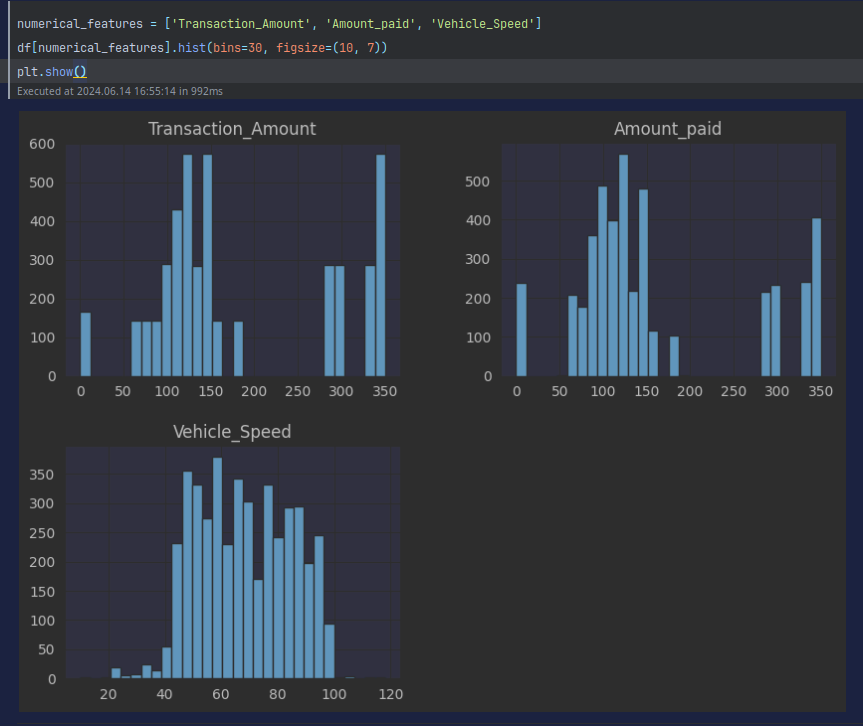 numerical_features = ['Transaction_Amount', 'Amount_paid', 'Vehicle_Speed']
df[numerical_features].hist(bins=30, figsize=(10, 7))
plt.show()
Executed at 2024.06.14 16:55:14 in 992ms
Transaction_Amount
600
500
400
300
200
100
0
0 50 100 150 200 250 300 350
Amount_paid
500
400
300
200
100
0
0 50 100 150 200 250 300 350
Vehicle_Speed
350
300
250
200
150
100
50
0
20 40 60 80 100 120